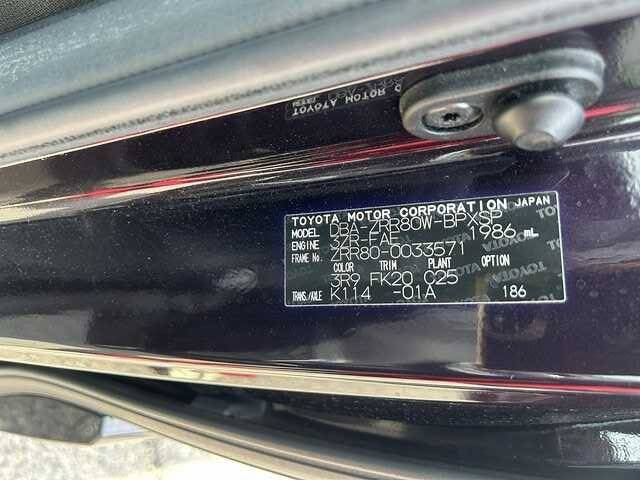 TOYOTA MOTOR CORPORATION JAPAN
MODEL DBA-ZRR80W-BPXSP
ENGINE 3ZR-FAE 1986 mL
FRAME No. ZRR80-0033571
COLOR TRIM PLANT OPTION
3R9 FK20 C25
TRANS./AXLE K114 -01A 186